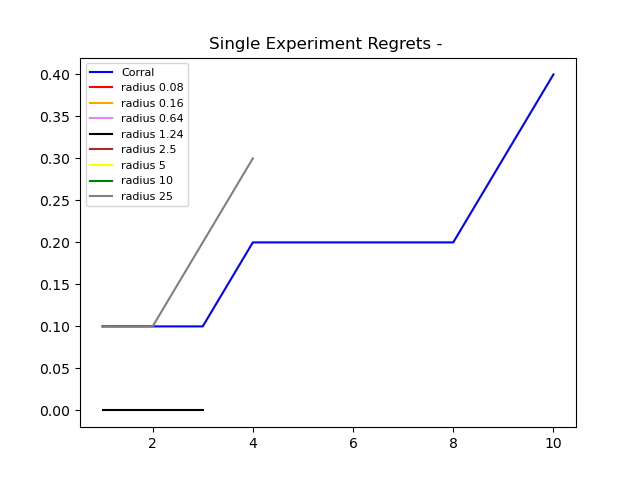 Single Experiment Regrets -
0.40
0.35
0.30
0.25
0.20
0.15
0.10
0.05
0.00
Corral
radius 0.08
radius 0.16
radius 0.64
radius 1.24
radius 2.5
radius 5
radius 10
radius 25
2 4 6 8 10